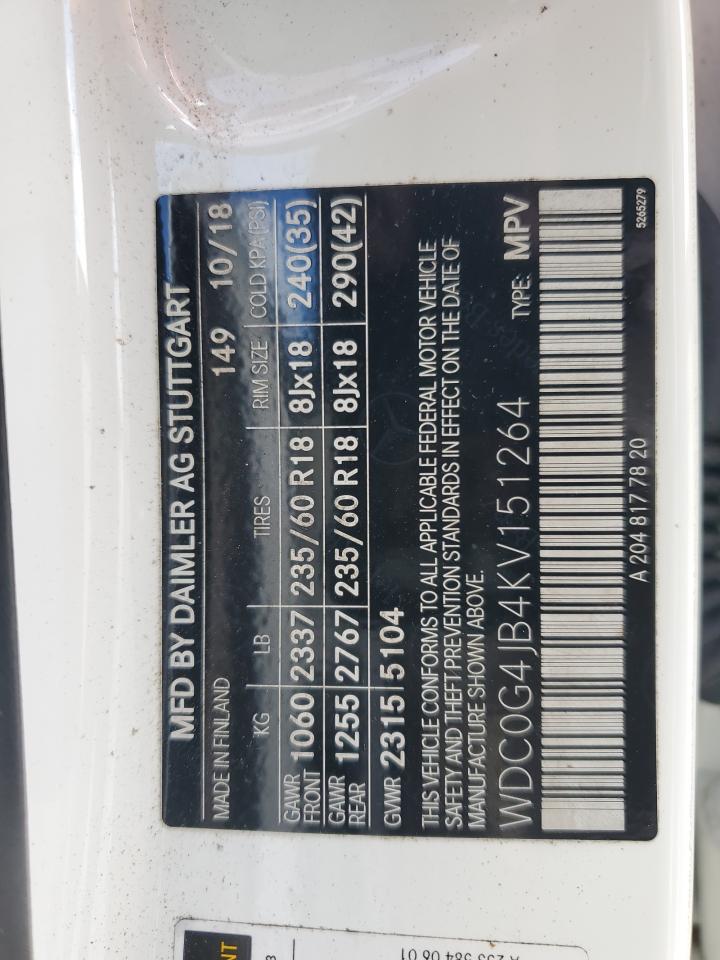 MFD BY DAIMLER AG STUTTGART
MADE IN FINLAND 149 10/18
KG LB TIRES RIM SIZE COLD KPA (PSI)
GAWR FRONT 1060 2337 235/60 R18 8Jx18 240(35)
GAWR REAR 1255 2767 235/60 R18 8Jx18 290(42)
GVWR 2315 5104
THIS VEHICLE CONFORMS TO ALL APPLICABLE FEDERAL MOTOR VEHICLE
SAFETY AND THEFT PREVENTION STANDARDS IN EFFECT ON THE DATE OF
MANUFACTURE SHOWN ABOVE.
WDC0G4JB4KV151264 TYPE: MPV
A 204 817 78 20
5265279